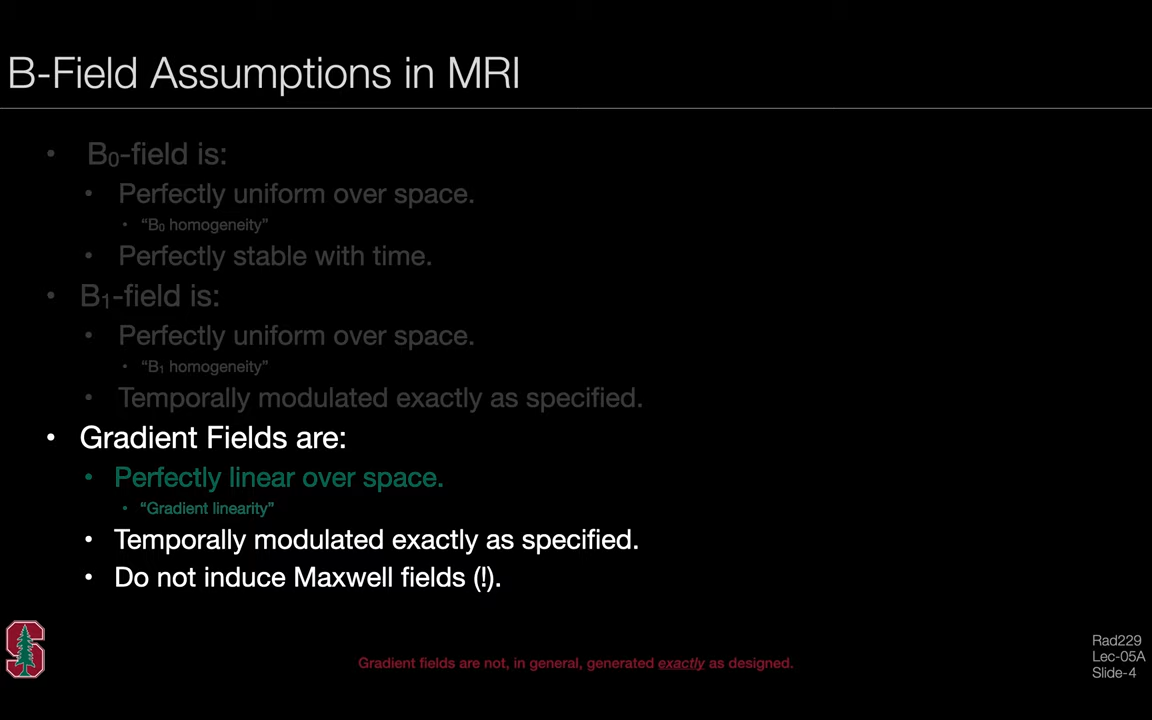 B-Field Assumptions in MRI
• B₀-field is:
• Perfectly uniform over space.
• “B₀ homogeneity”
• Perfectly stable with time.
• B₁-field is:
• Perfectly uniform over space.
• “B₁ homogeneity”
• Temporally modulated exactly as specified.
• Gradient Fields are:
• Perfectly linear over space.
• “Gradient linearity”
• Temporally modulated exactly as specified.
• Do not induce Maxwell fields (!).
S
Gradient fields are not, in general, generated exactly as designed.
Rad229
Lec-05A
Slide-4